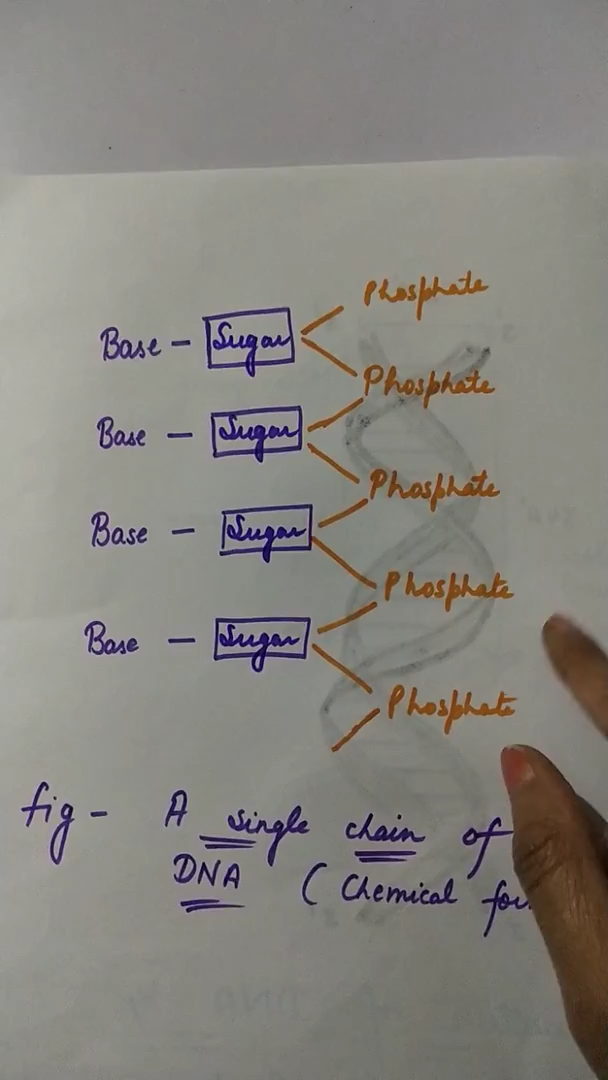 Phosphate
Base - Sugar
Phosphate
Base - Sugar
Phosphate
Base - Sugar
Phosphate
Base - Sugar
Phosphate
fig - A single chain of
DNA ( Chemical